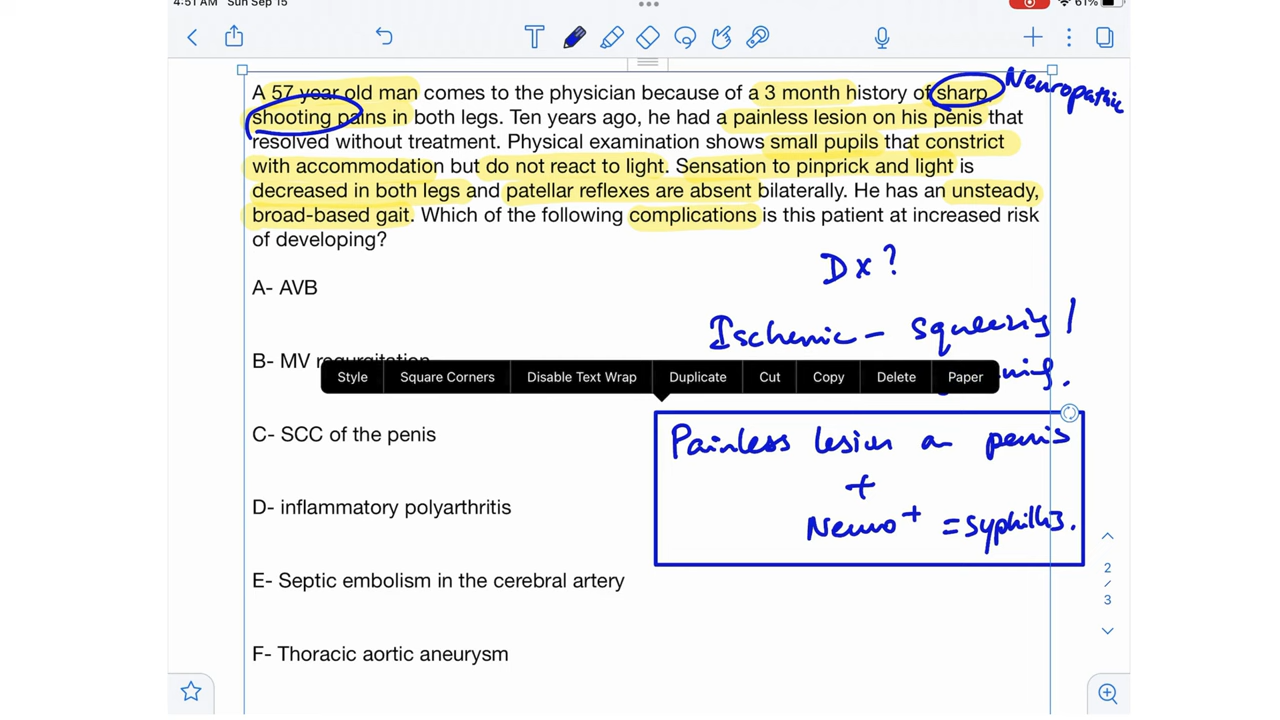 4:51 AM Sun Sep 15
61%
A 57 year old man comes to the physician because of a 3 month history of sharp,
Neuropathic
shooting pains in both legs. Ten years ago, he had a painless lesion on his penis that
resolved without treatment. Physical examination shows small pupils that constrict
with accommodation but do not react to light. Sensation to pinprick and light is
decreased in both legs and patellar reflexes are absent bilaterally. He has an unsteady,
broad-based gait. Which of the following complications is this patient at increased risk
of developing?
Dx?
A- AVB
Ischemic - squeezing /
B- MV regurgitation
Style Square Corners Disable Text Wrap Duplicate Cut Copy Delete Paper
C- SCC of the penis
Painless lesion on penis
+
D- inflammatory polyarthritis
Neuro+ = syphillis.
2
/
3
E- Septic embolism in the cerebral artery
F- Thoracic aortic aneurysm